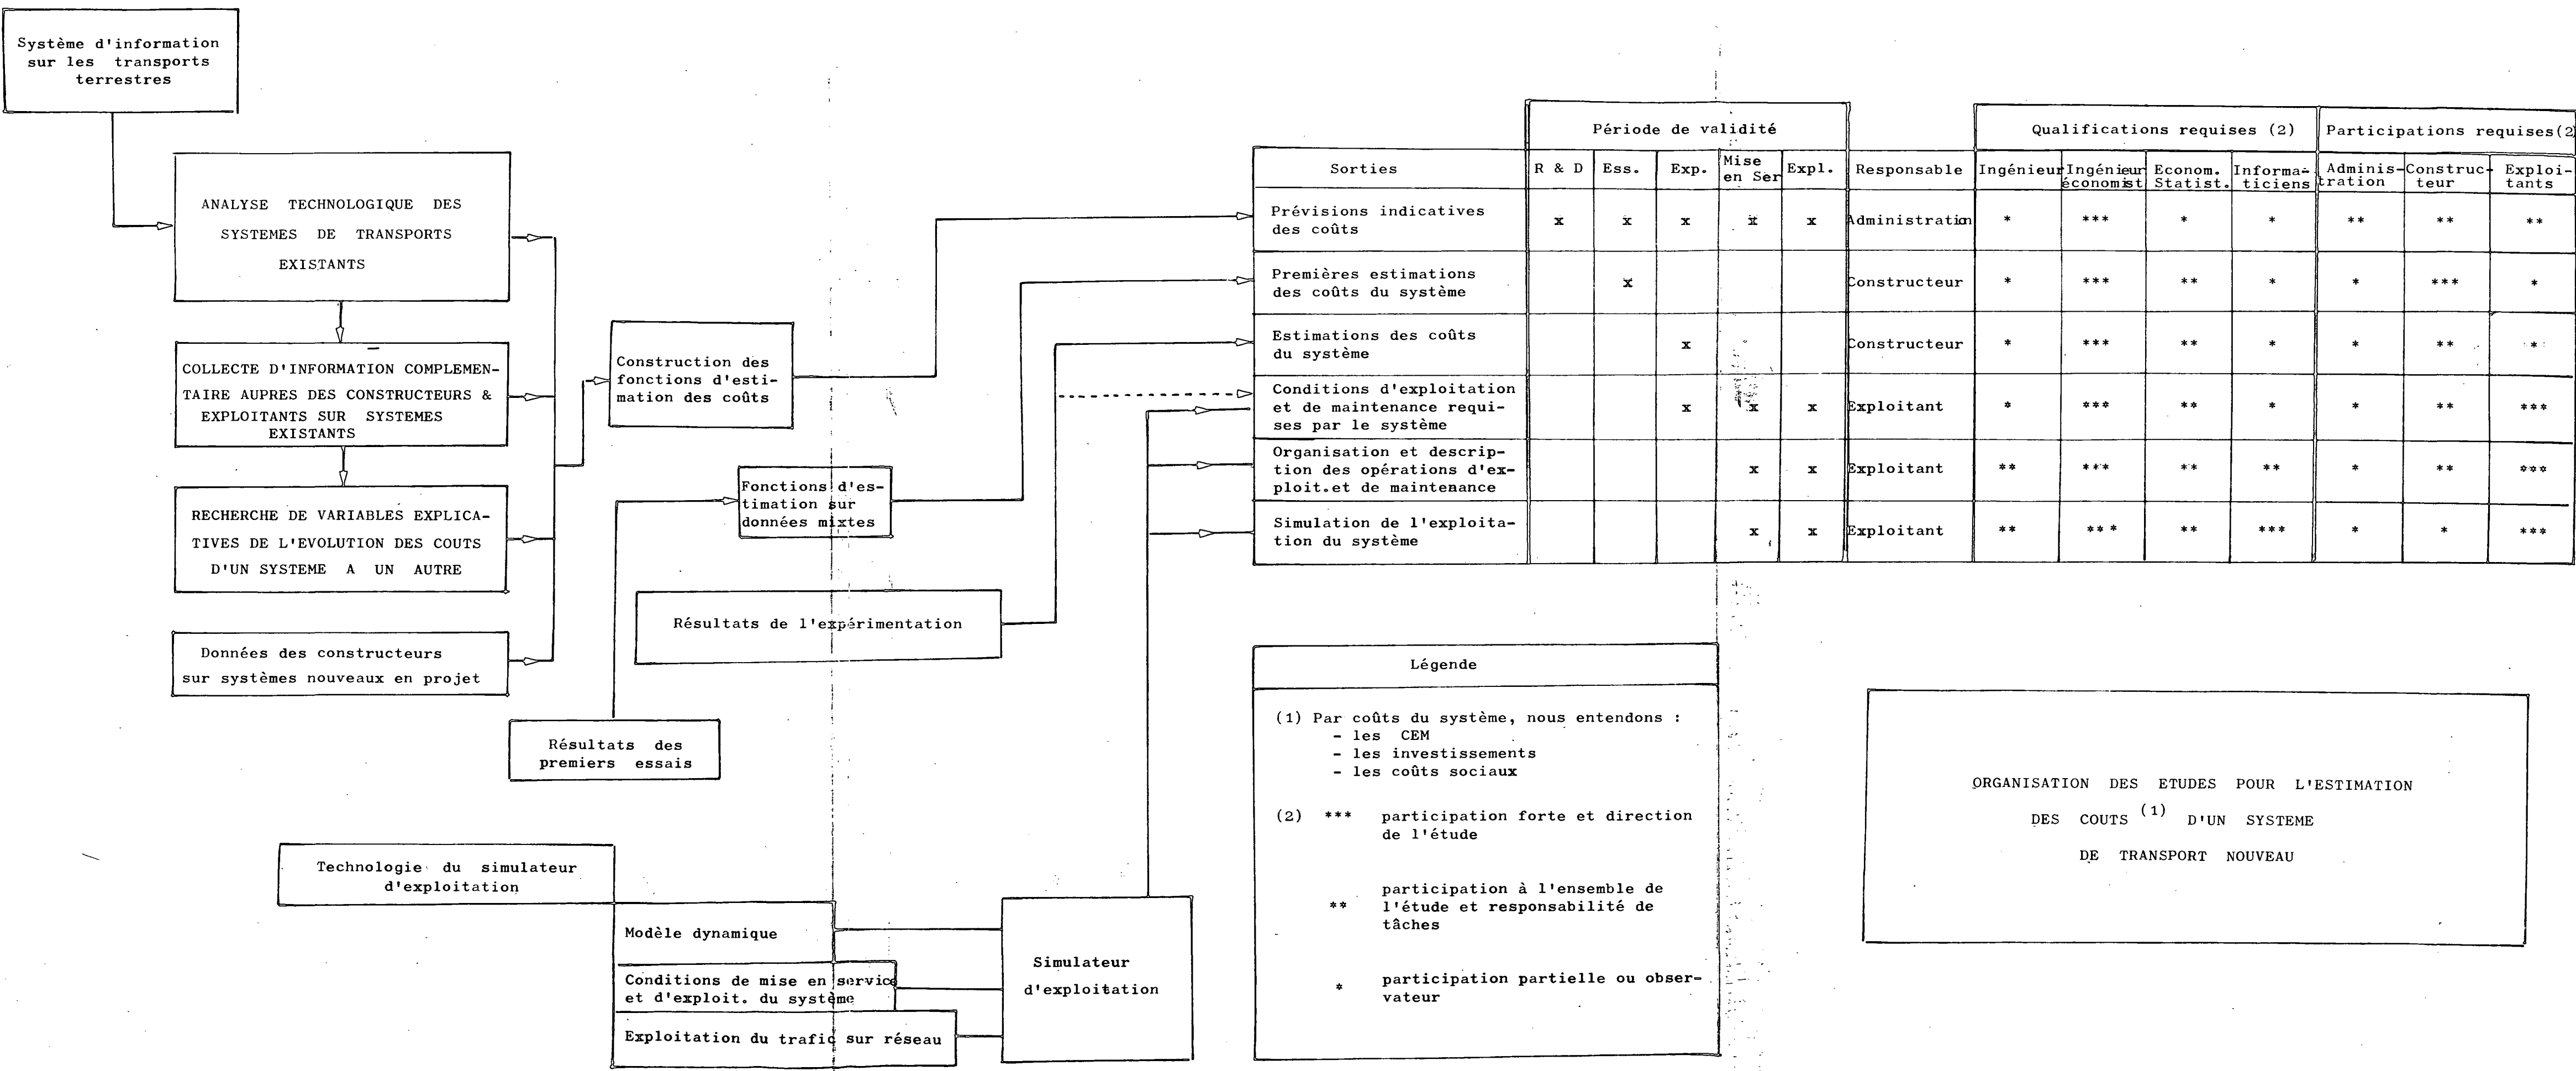 Système d'information
sur les transports
terrestres
ANALYSE TECHNOLOGIQUE DES
SYSTEMES DE TRANSPORTS
EXISTANTS
COLLECTE D'INFORMATION COMPLEMEN-
TAIRE AUPRES DES CONSTRUCTEURS &
EXPLOITANTS SUR SYSTEMES
EXISTANTS
RECHERCHE DE VARIABLES EXPLICA-
TIVES DE L'EVOLUTION DES COUTS
D'UN SYSTEME A UN AUTRE
Données des constructeurs
sur systèmes nouveaux en projet
Construction des
fonctions d'esti-
mation des coûts
Fonctions d'es-
timation sur
données mixtes
Résultats de l'expérimentation
Résultats des
premiers essais
Technologie du simulateur
d'exploitation
Modèle dynamique
Conditions de mise en service
et d'exploit. du système
Exploitation du trafic sur réseau
Simulateur
d'exploitation
Période de validité
Qualifications requises (2)
Participations requises(2
Sorties
R & D
Ess.
Exp.
Mise
en Ser
Expl.
Responsable
Ingénieur
Ingénieur
économist
Econom.
Statist.
Informa-
ticiens
Adminis-
tration
Construc-
teur
Exploi-
tants
Prévisions indicatives
des coûts
x x x x x Administration * *** * * ** ** **
Premières estimations
des coûts du système
x Constructeur * *** ** * * *** *
Estimations des coûts
du système
x Constructeur * *** ** * * ** *
Conditions d'exploitation
et de maintenance requi-
ses par le système
x x x Exploitant * *** ** * * ** ***
Organisation et descrip-
tion des opérations d'ex-
ploit.et de maintenance
x x Exploitant ** *** ** ** * ** ***
Simulation de l'exploita-
tion du système
x x Exploitant ** *** ** *** * * ***
Légende
(1) Par coûts du système, nous entendons :
- les CEM
- les investissements
- les coûts sociaux
(2) *** participation forte et direction
de l'étude
participation à l'ensemble de
** l'étude et responsabilité de
tâches
participation partielle ou obser-
* vateur
ORGANISATION DES ETUDES POUR L'ESTIMATION
DES COUTS (1) D'UN SYSTEME
DE TRANSPORT NOUVEAU